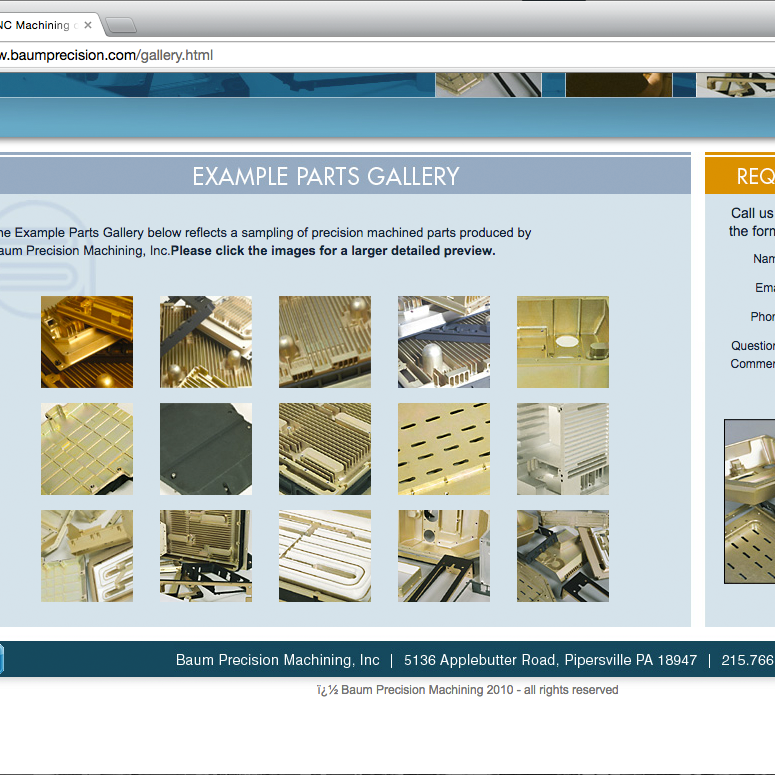 NC Machining
w.baumprecision.com/gallery.html
EXAMPLE PARTS GALLERY
REQ
he Example Parts Gallery below reflects a sampling of precision machined parts produced by
aum Precision Machining, Inc.Please click the images for a larger detailed preview.
Call us
the form
Nam
Ema
Phon
Question
Commen
Baum Precision Machining, Inc | 5136 Applebutter Road, Pipersville PA 18947 | 215.766
ï¿½ Baum Precision Machining 2010 - all rights reserved